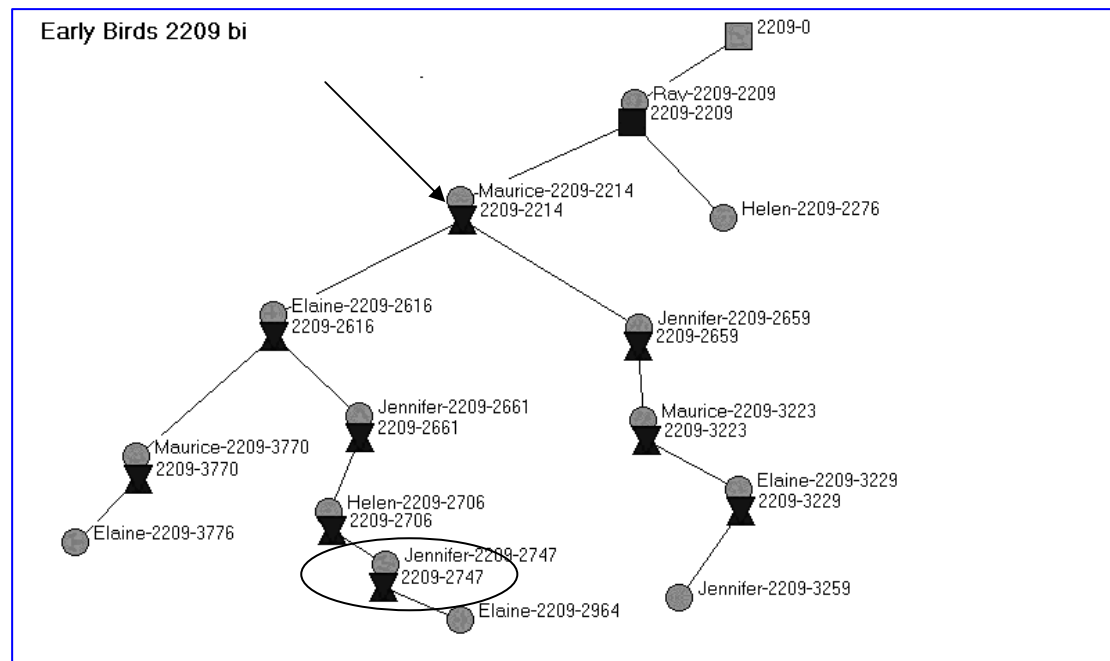 Early Birds 2209 bi
2209-0
Ray-2209-2209
2209-2209
Maurice-2209-2214
2209-2214
Helen-2209-2276
Elaine-2209-2616
2209-2616
Jennifer-2209-2659
2209-2659
Jennifer-2209-2661
2209-2661
Maurice-2209-3223
2209-3223
Maurice-2209-3770
2209-3770
Elaine-2209-3229
2209-3229
Helen-2209-2706
2209-2706
Elaine-2209-3776
Jennifer-2209-2747
2209-2747
Jennifer-2209-3259
Elaine-2209-2964